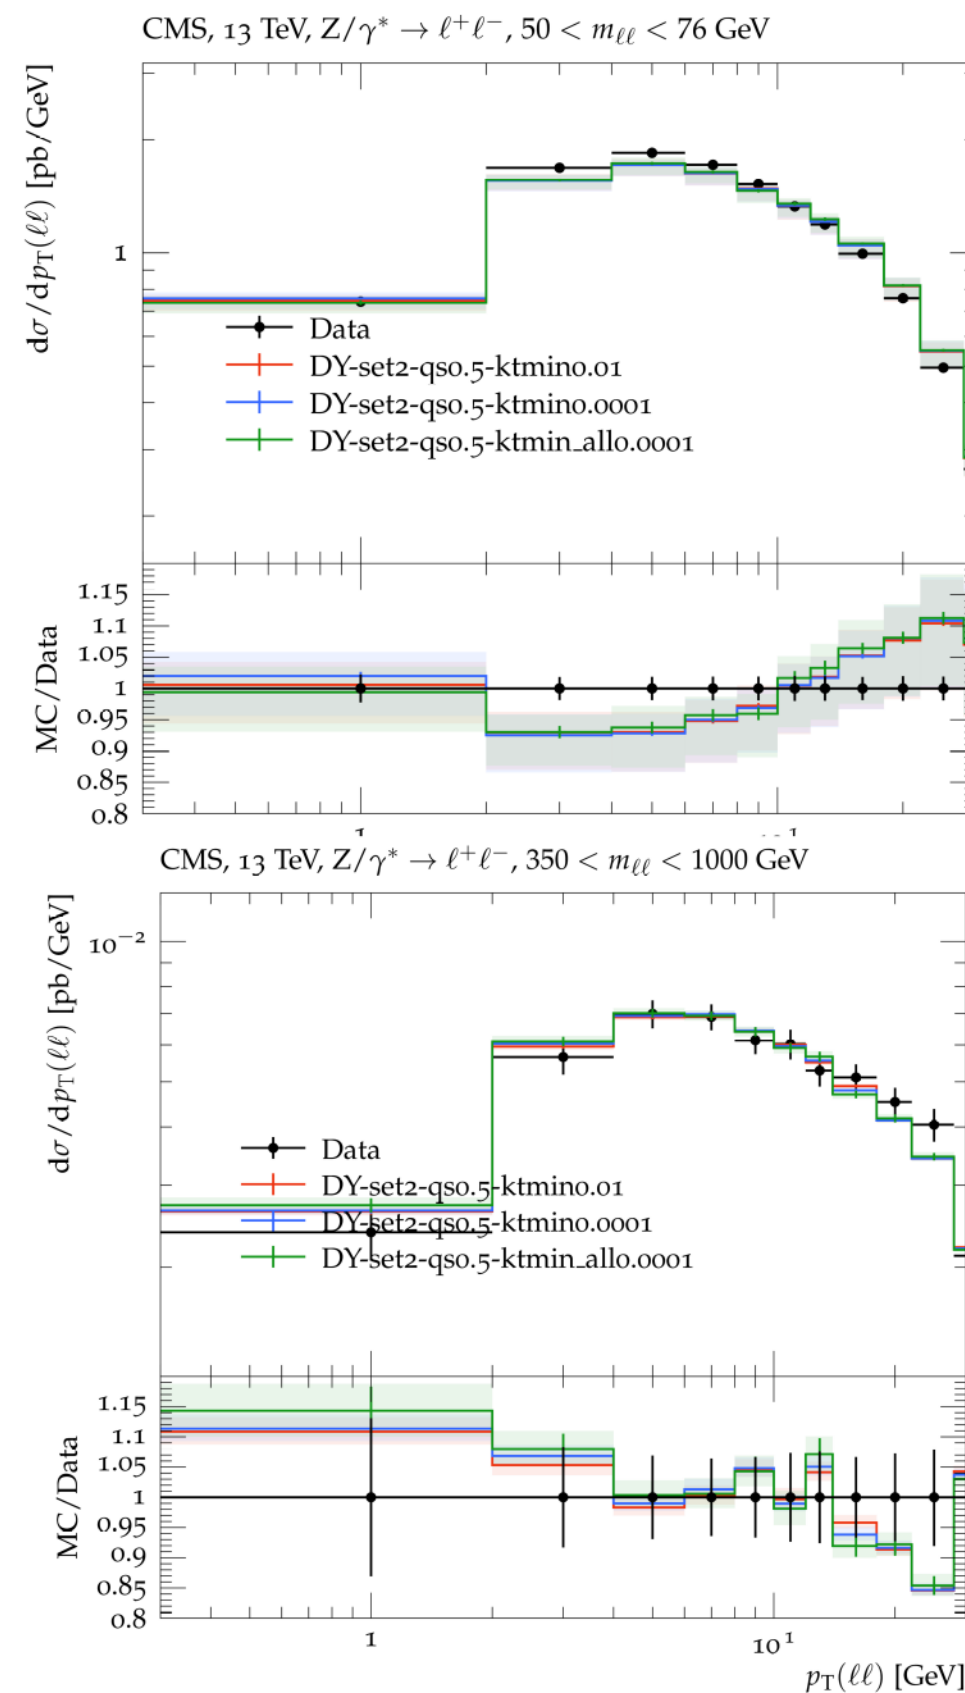 CMS, 13 TeV, Z/γ* → ℓ⁺ℓ⁻, 50 < mℓℓ < 76 GeV
dσ/dpT(ℓℓ) [pb/GeV]
1
Data
DY-set2-qs0.5-ktmin0.01
DY-set2-qs0.5-ktmin0.0001
DY-set2-qs0.5-ktmin_all0.0001
MC/Data
1.15
1.1
1.05
1
0.95
0.9
0.85
0.8
CMS, 13 TeV, Z/γ* → ℓ⁺ℓ⁻, 350 < mℓℓ < 1000 GeV
dσ/dpT(ℓℓ) [pb/GeV]
10⁻²
Data
DY-set2-qs0.5-ktmin0.01
DY-set2-qs0.5-ktmin0.0001
DY-set2-qs0.5-ktmin_all0.0001
MC/Data
1.15
1.1
1.05
1
0.95
0.9
0.85
0.8
1 10¹
pT(ℓℓ) [GeV]